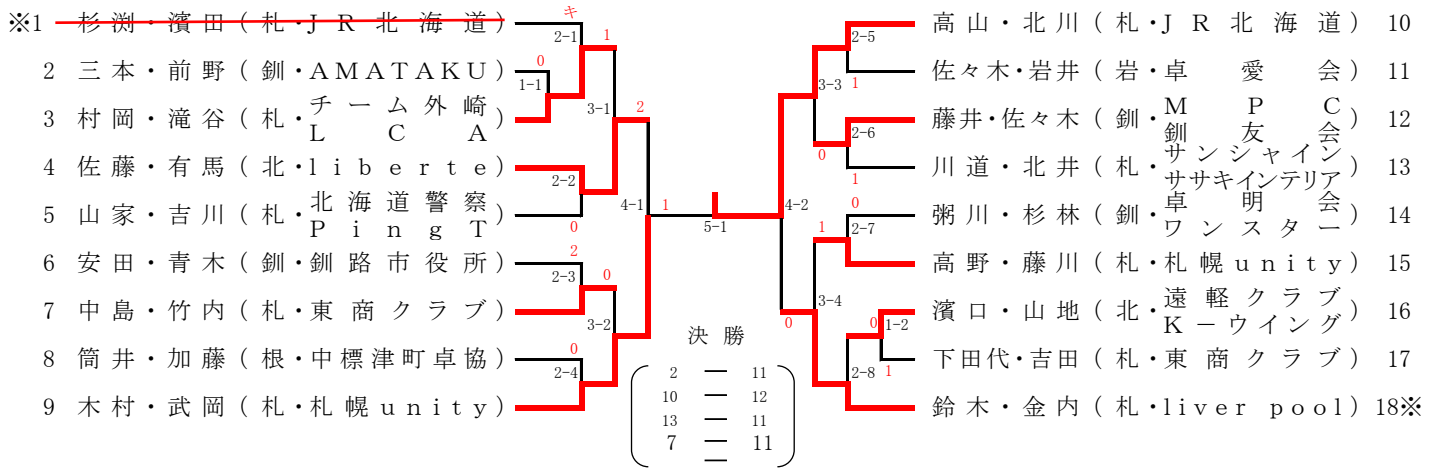 ※1 杉渕・濱田(札・JR北海道)
キ
2-1
1
2 三本・前野(釧・AMATAKU)
0
1-1
3 村岡・滝谷(札・チーム外崎
LCA)
3-1
2
4 佐藤・有馬(北・liberte)
2-2
5 山家・吉川(札・北海道警察
PingT)
0
4-1
1
6 安田・青木(釧・釧路市役所)
2
2-3
0
7 中島・竹内(札・東商クラブ)
3-2
8 筒井・加藤(根・中標津町卓協)
0
2-4
9 木村・武岡(札・札幌unity)
5-1
決勝
2 — 11
10 — 12
13 — 11
7 — 11
—
高山・北川(札・JR北海道) 10
2-5
佐々木・岩井(岩・卓愛会) 11
1
3-3
藤井・佐々木(釧・MPC
釧友会) 12
2-6
0
川道・北井(札・サンシャイン
ササキインテリア) 13
1
4-2
粥川・杉林(釧・卓明会
ワンスター) 14
0
2-7
1
高野・藤川(札・札幌unity) 15
3-4
0
濱口・山地(北・遠軽クラブ
K-ウイング) 16
0
1-2
下田代・吉田(札・東商クラブ) 17
1
2-8
鈴木・金内(札・liver pool) 18※